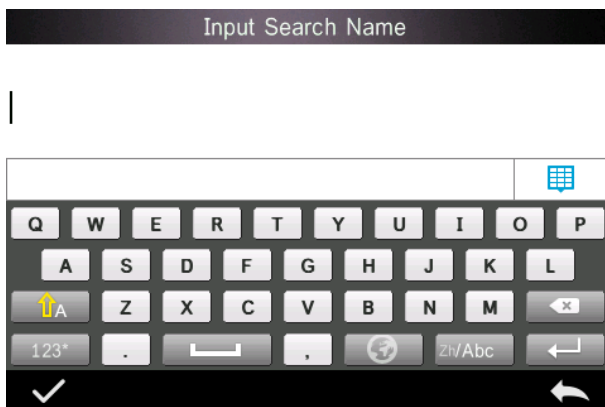 Input Search Name
Q W E R T Y U I O P
A S D F G H J K L
A Z X C V B N M
123* . , Zh/Abc